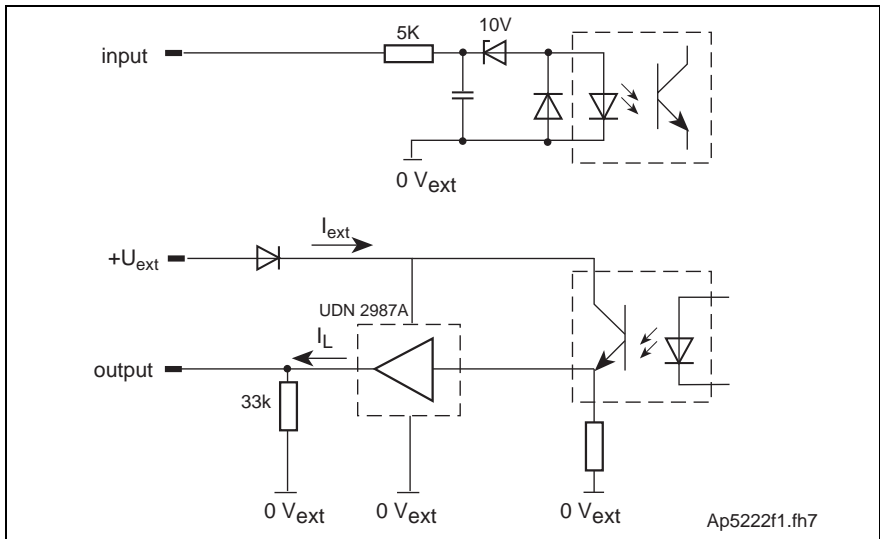 5K
10V
input
0 Vext
Iext
+Uext
UDN 2987A
IL
output
33k
0 Vext
0 Vext
0 Vext
Ap5222f1.fh7